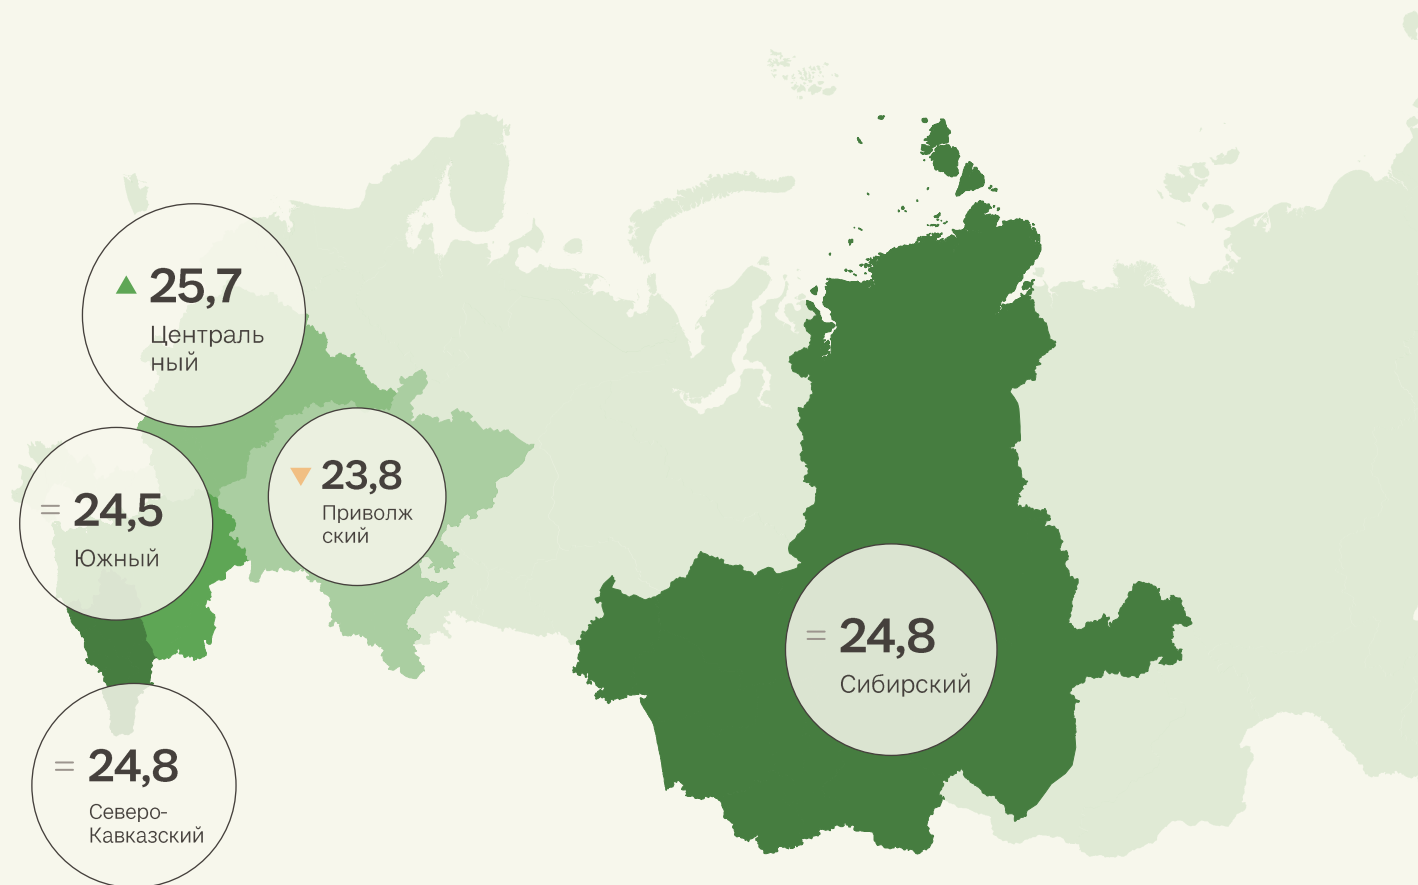 ▲ 25,7
Централь
ный
▼ 23,8
Приволж
ский
= 24,5
Южный
= 24,8
Сибирский
= 24,8
Северо-
Кавказский